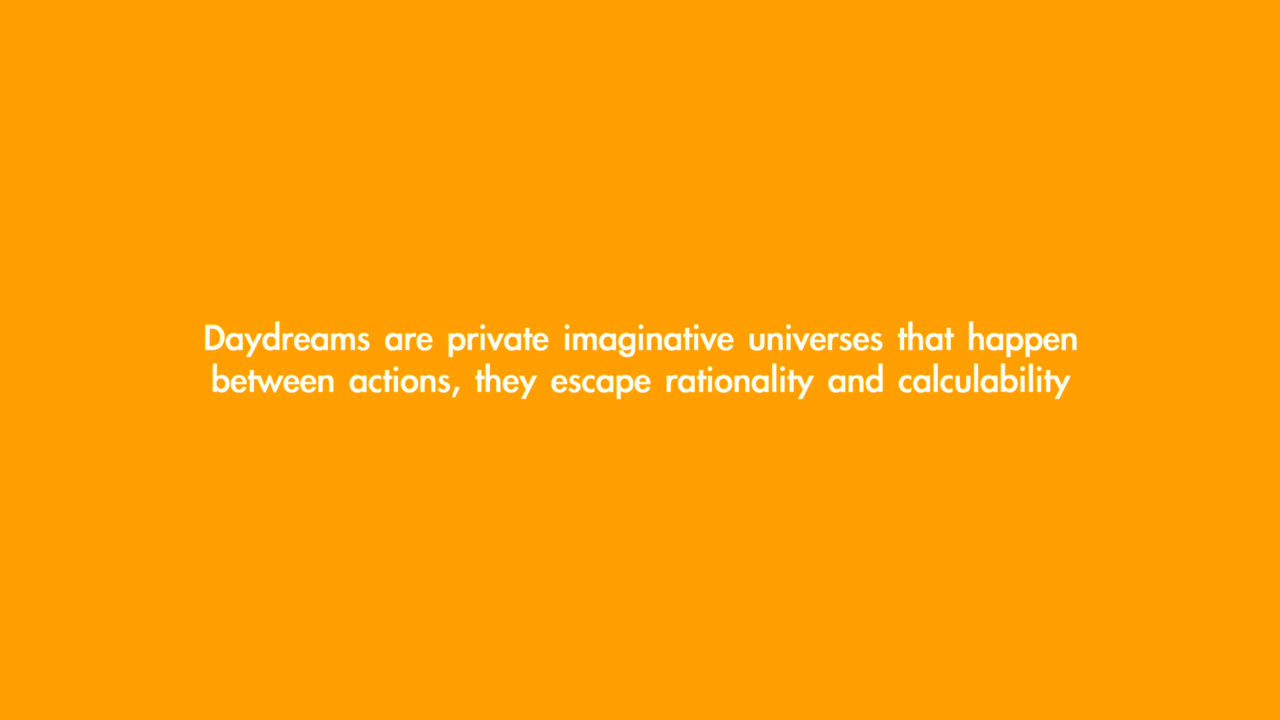 Daydreams are private imaginative universes that happen
between actions, they escape rationality and calculability